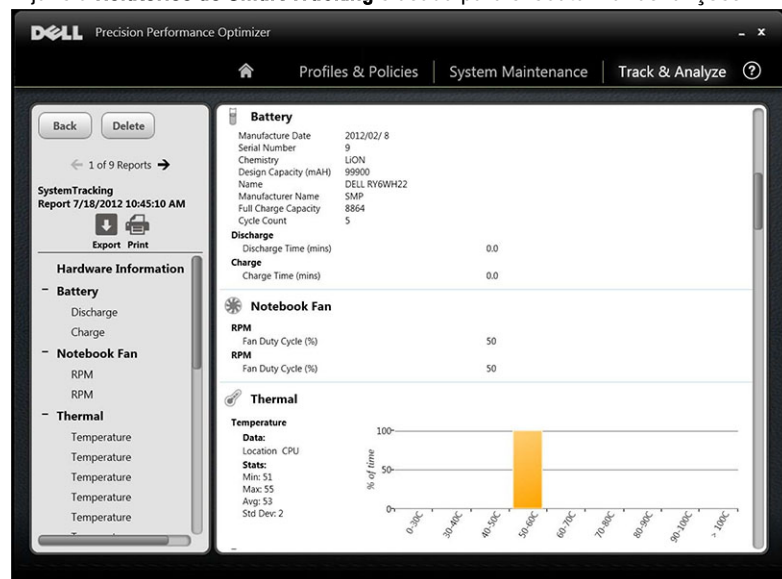 DELL Precision Performance Optimizer
Profiles & Policies
System Maintenance
Track & Analyze
?
Back
Delete
1 of 9 Reports
SystemTracking
Report 7/18/2012 10:45:10 AM
Export Print
Hardware Information
- Battery
Discharge
Charge
- Notebook Fan
RPM
RPM
- Thermal
Temperature
Temperature
Temperature
Temperature
Temperature
Battery
Manufacture Date 2012/02/ 8
Serial Number 9
Chemistry LiON
Design Capacity (mAH) 99900
Name DELL RY6WH22
Manufacturer Name SMP
Full Charge Capacity 8864
Cycle Count 5
Discharge
Discharge Time (mins) 0.0
Charge
Charge Time (mins) 0.0
Notebook Fan
RPM
Fan Duty Cycle (%) 50
RPM
Fan Duty Cycle (%) 50
Thermal
Temperature
Data:
Location CPU
Stats:
Min: 51
Max: 55
Avg: 53
Std Dev: 2
% of time
100
50
0
0-30C
30-40C
40-50C
50-60C
60-70C
70-80C
80-90C
90-100C
> 100C